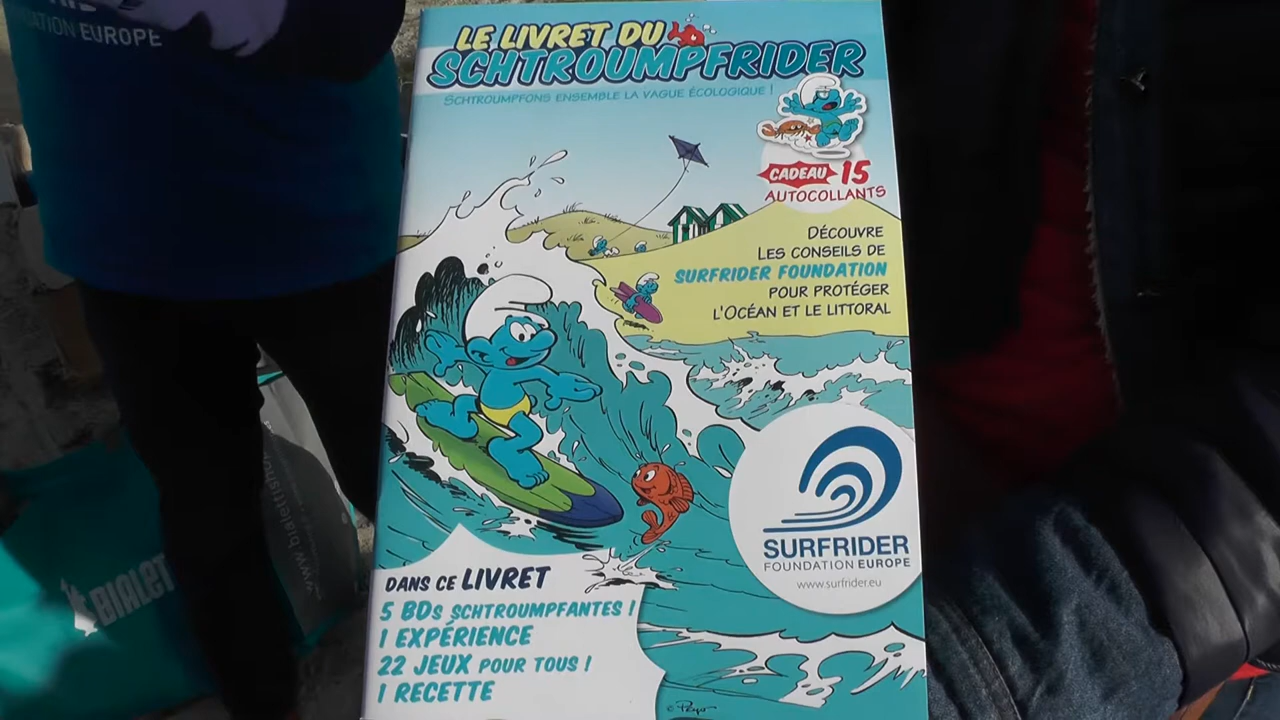 DATION EUROPE
LE LIVRET DU
SCHTROUMPFRIDER
SCHTROUMPFONS ENSEMBLE LA VAGUE ÉCOLOGIQUE !
CADEAU 15
AUTOCOLLANTS
DÉCOUVRE
LES CONSEILS DE
SURFRIDER FOUNDATION
POUR PROTÉGER
L'OCÉAN ET LE LITTORAL
SURFRIDER
FOUNDATION EUROPE
www.surfrider.eu
DANS CE LIVRET
5 BDs SCHTROUMPFANTES !
1 EXPÉRIENCE
22 JEUX POUR TOUS !
1 RECETTE
© Peyo
BIALET